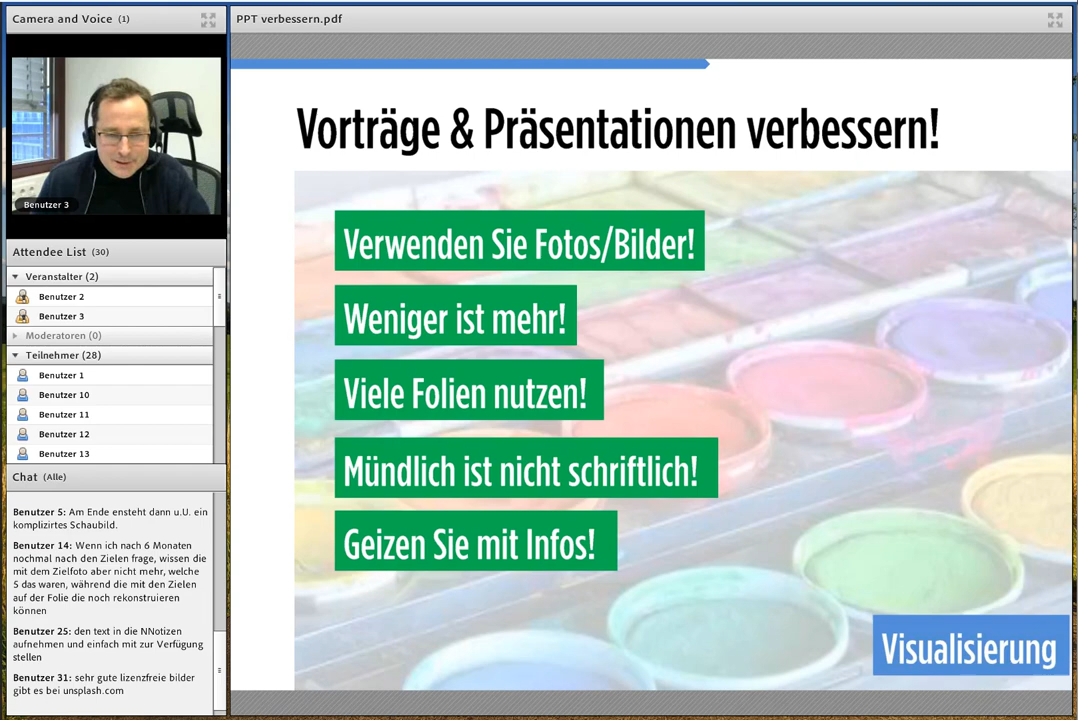 Camera and Voice (1)
Benutzer 3
Attendee List (30)
Veranstalter (2)
Benutzer 2
Benutzer 3
Moderatoren (0)
Teilnehmer (28)
Benutzer 1
Benutzer 10
Benutzer 11
Benutzer 12
Benutzer 13
Chat (Alle)
Benutzer 5: Am Ende ensteht dann u.U. ein
komplizirtes Schaubild.
Benutzer 14: Wenn ich nach 6 Monaten
nochmal nach den Zielen frage, wissen die
mit dem Zielfoto aber nicht mehr, welche
5 das waren, während die mit den Zielen
auf der Folie die noch rekonstruieren
können
Benutzer 25: den text in die NNotizen
aufnehmen und einfach mit zur Verfügung
stellen
Benutzer 31: sehr gute lizenzfreie bilder
gibt es bei unsplash.com
PPT verbessern.pdf
Vorträge & Präsentationen verbessern!
Verwenden Sie Fotos/Bilder!
Weniger ist mehr!
Viele Folien nutzen!
Mündlich ist nicht schriftlich!
Geizen Sie mit Infos!
Visualisierung